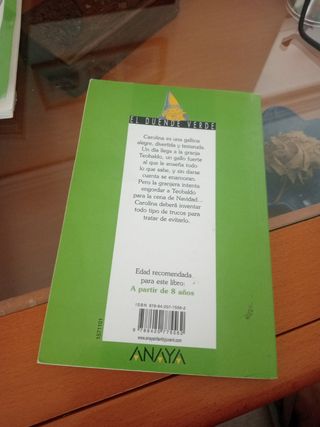 EL DUENDE VERDE
Carolina es una gallina
alegre, divertida y testaruda.
Un día llega a la granja
Teobaldo, un gallo fuerte
al que le enseña todo
lo que sabe, y sin darse
cuenta se enamoran.
Pero la granjera intenta
engordar a Teobaldo
para la cena de Navidad...
Carolina deberá inventar
todo tipo de trucos para
tratar de evitarlo.
Edad recomendada
para este libro:
A partir de 8 años
1571101
ANAYA